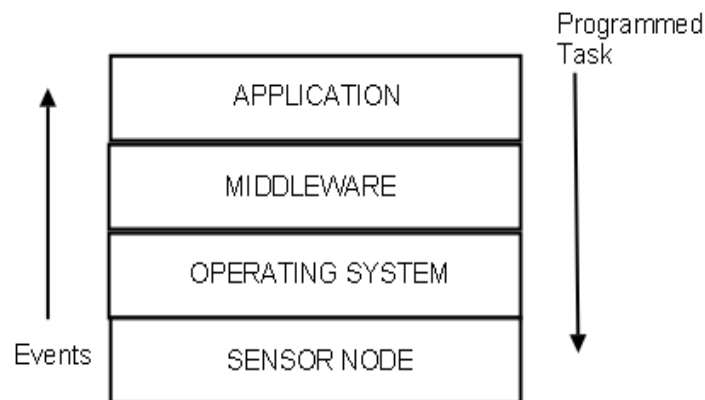 Programmed
Task
APPLICATION
MIDDLEWARE
OPERATING SYSTEM
Events
SENSOR NODE